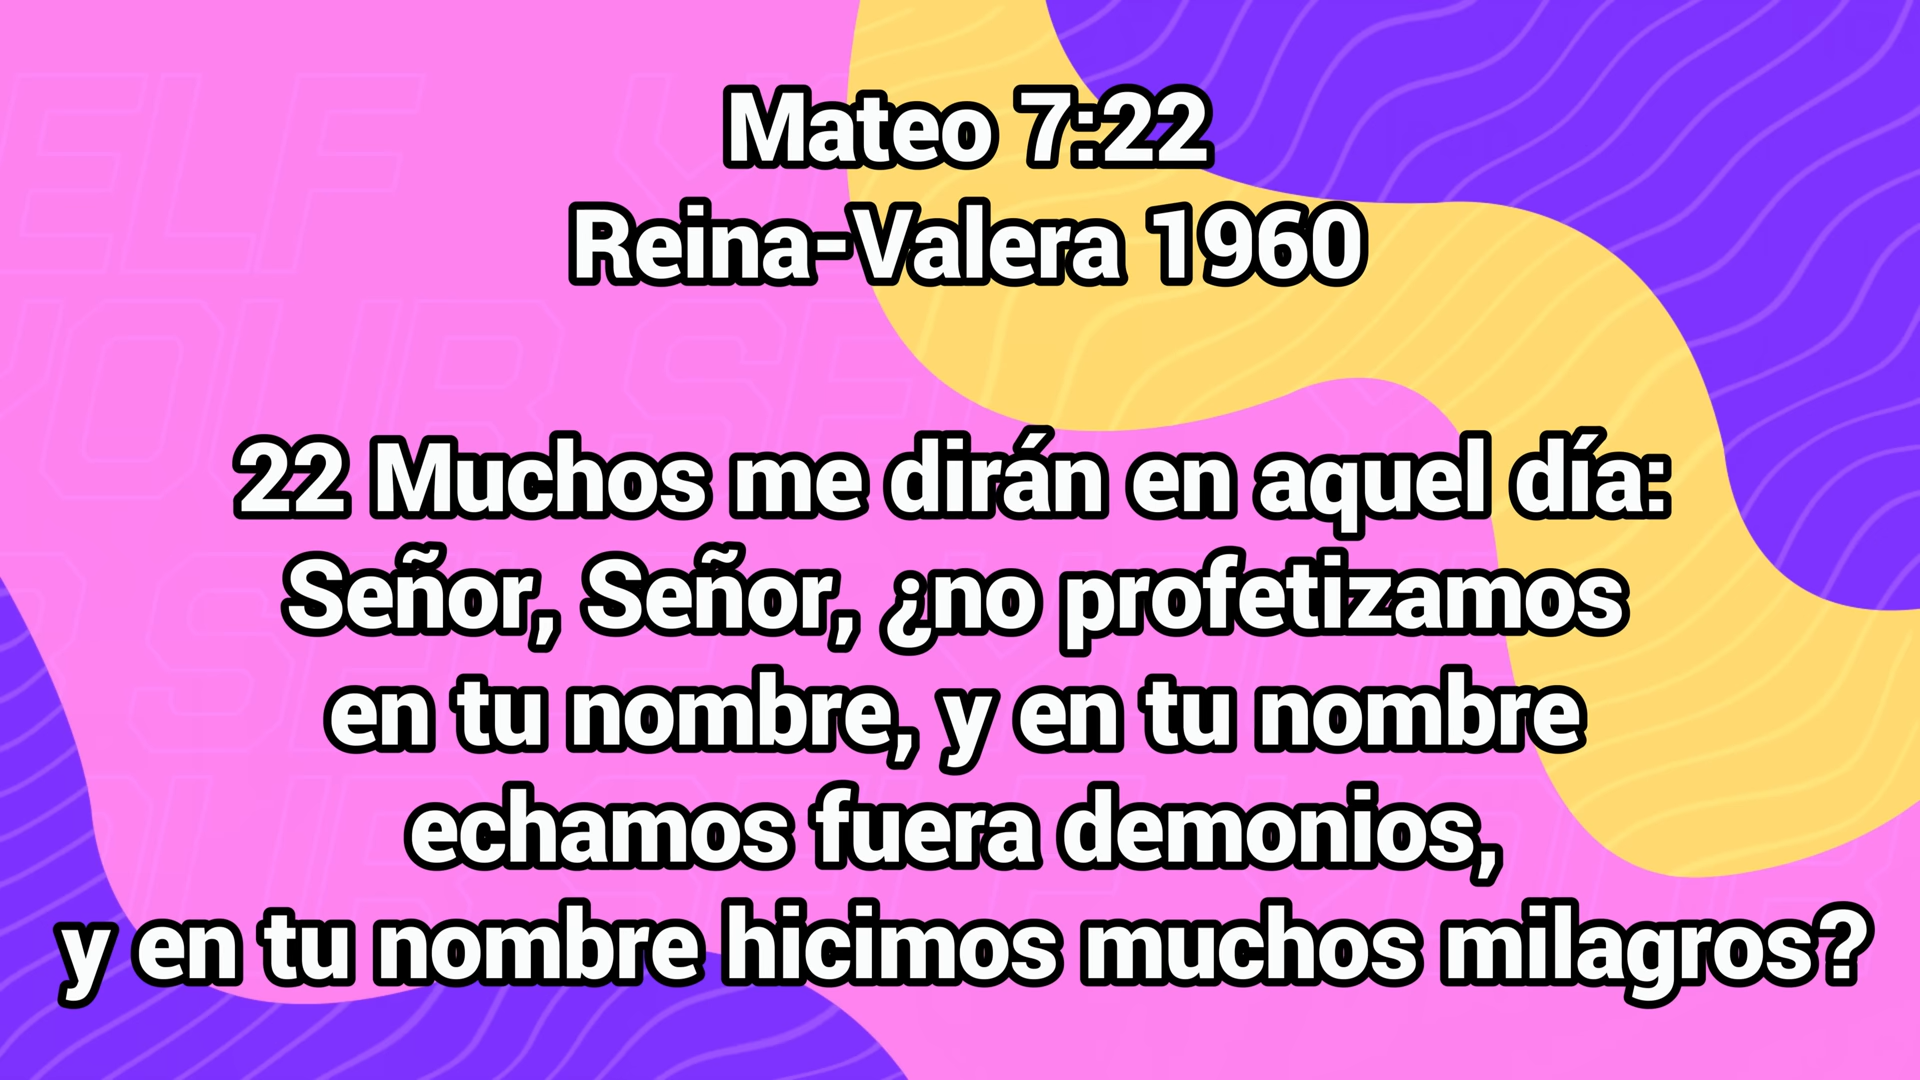 Mateo 7:22
Reina-Valera 1960
22 Muchos me dirán en aquel día:
Señor, Señor, ¿no profetizamos
en tu nombre, y en tu nombre
echamos fuera demonios,
y en tu nombre hicimos muchos milagros?